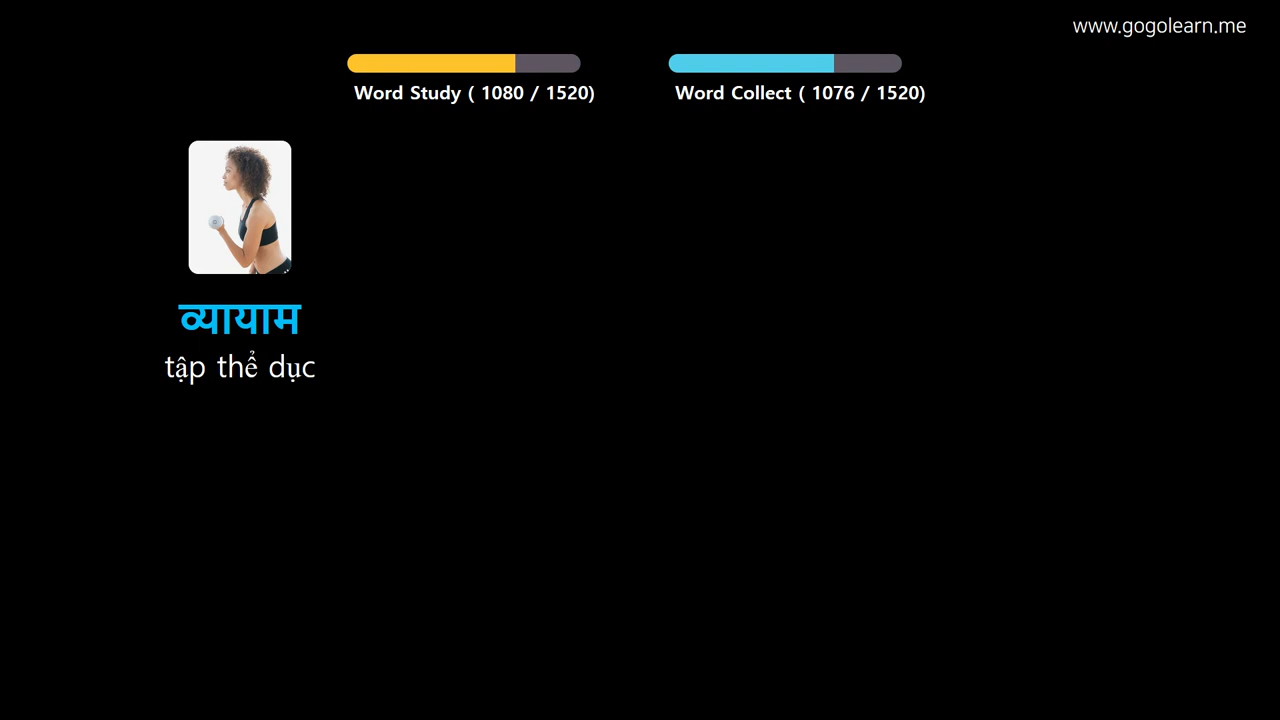 www.gogolearn.me
Word Study ( 1080 / 1520)
Word Collect ( 1076 / 1520)
व्यायाम
tập thể dục